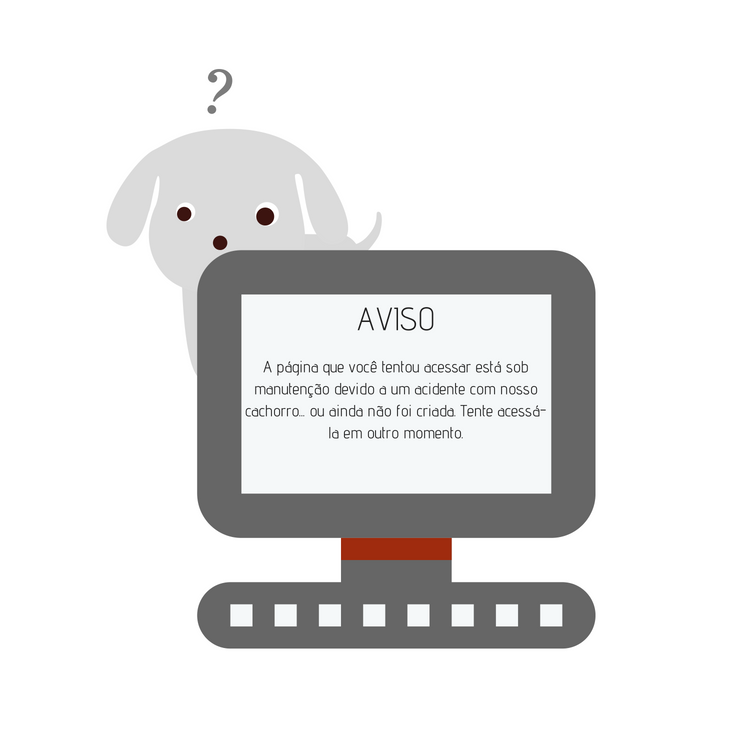 ?
AVISO
A página que você tentou acessar está sob
manutenção devido a um acidente com nosso
cachorro... ou ainda não foi criada. Tente acessá-
la em outro momento.